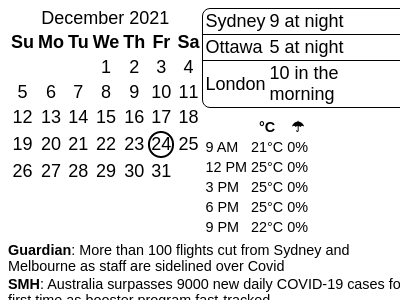 December 2021
Su Mo Tu We Th Fr Sa
1 2 3 4
5 6 7 8 9 10 11
12 13 14 15 16 17 18
19 20 21 22 23 24 25
26 27 28 29 30 31
Sydney 9 at night
Ottawa 5 at night
London 10 in the
morning
°C ☂
9 AM 21°C 0%
12 PM 25°C 0%
3 PM 25°C 0%
6 PM 25°C 0%
9 PM 22°C 0%
Guardian: More than 100 flights cut from Sydney and
Melbourne as staff are sidelined over Covid
SMH: Australia surpasses 9000 new daily COVID-19 cases fo
first time as booster program fast-tracked